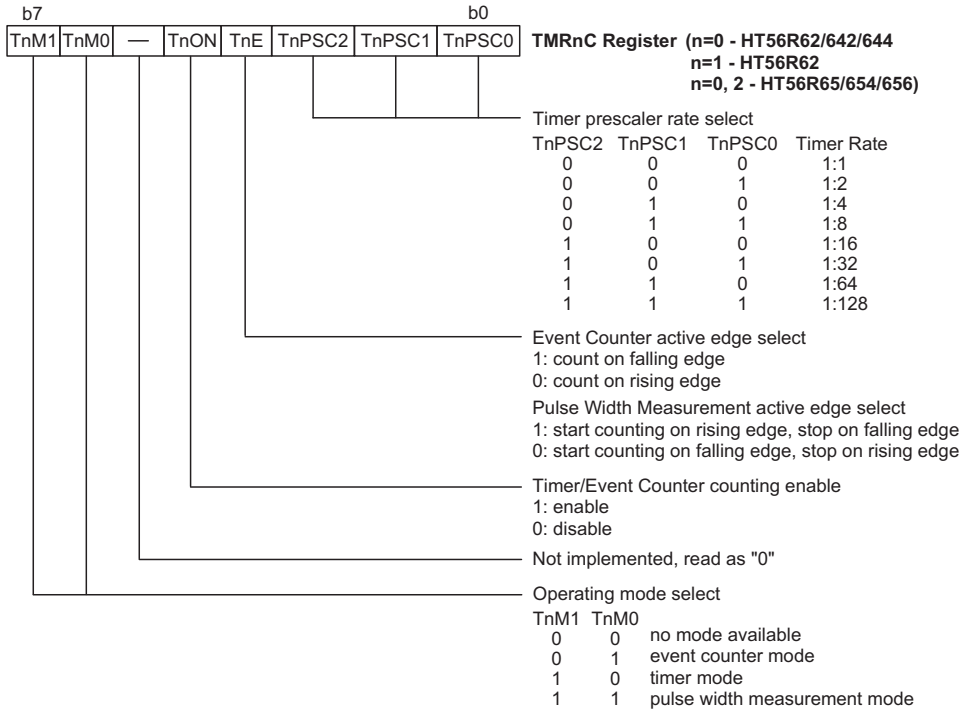 b7 b0
TnM1 TnM0 — TnON TnE TnPSC2 TnPSC1 TnPSC0 TMRnC Register (n=0 - HT56R62/642/644
n=1 - HT56R62
n=0, 2 - HT56R65/654/656)
Timer prescaler rate select
TnPSC2 TnPSC1 TnPSC0 Timer Rate
0 0 0 1:1
0 0 1 1:2
0 1 0 1:4
0 1 1 1:8
1 0 0 1:16
1 0 1 1:32
1 1 0 1:64
1 1 1 1:128
Event Counter active edge select
1: count on falling edge
0: count on rising edge
Pulse Width Measurement active edge select
1: start counting on rising edge, stop on falling edge
0: start counting on falling edge, stop on rising edge
Timer/Event Counter counting enable
1: enable
0: disable
Not implemented, read as "0"
Operating mode select
TnM1 TnM0
0 0 no mode available
0 1 event counter mode
1 0 timer mode
1 1 pulse width measurement mode